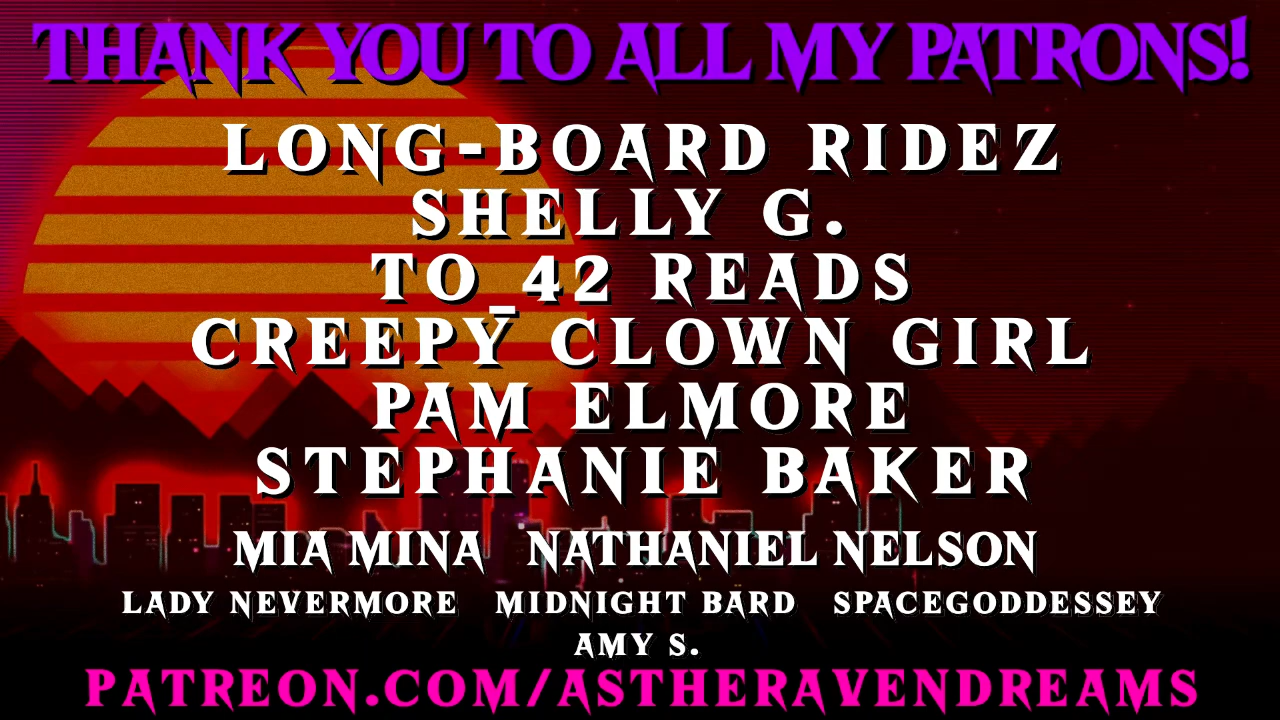 THANK YOU TO ALL MY PATRONS!
LONG-BOARD RIDEZ
SHELLY G.
TO_42 READS
CREEPY CLOWN GIRL
PAM ELMORE
STEPHANIE BAKER
MIA MINA NATHANIEL NELSON
LADY NEVERMORE MIDNIGHT BARD SPACEGODDESSEY
AMY S.
PATREON.COM/ASTHERAVENDREAMS